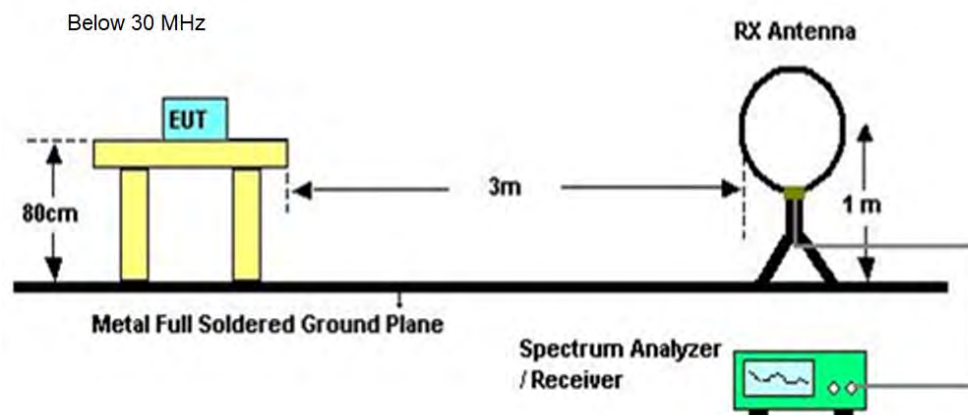 Below 30 MHz
RX Antenna
EUT
80cm
3m
1 m
Metal Full Soldered Ground Plane
Spectrum Analyzer
/ Receiver